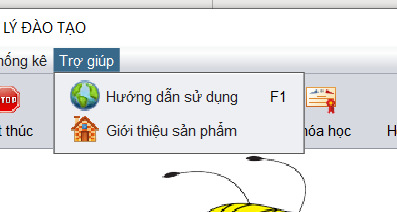 LÝ ĐÀO TẠO
hống kê Trợ giúp
Hướng dẫn sử dụng F1
Giới thiệu sản phẩm
STOP
t thúc hóa học H